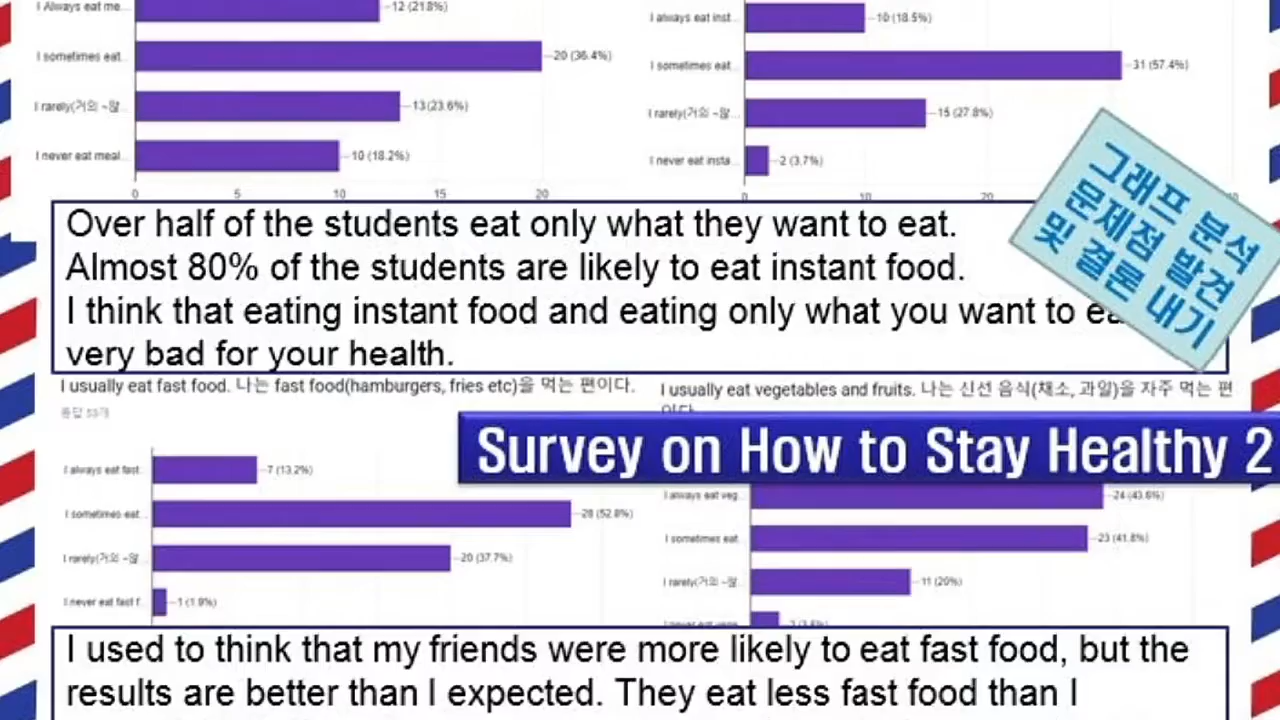 I Always eat me...
12 (21.8%)
I sometimes eat...
20 (36.4%)
I rarely(거의 ~않...
13 (23.6%)
I never eat meal...
10 (18.2%)
0 5 10 15 20
I always eat inst...
10 (18.5%)
I sometimes eat...
31 (57.4%)
I rarely(거의 ~않...
15 (27.8%)
I never eat insta...
2 (3.7%)
0 10 20
그래프 분석
문제점 발견
및 결론 내기
Over half of the students eat only what they want to eat.
Almost 80% of the students are likely to eat instant food.
I think that eating instant food and eating only what you want to
very bad for your health.
I usually eat fast food. 나는 fast food(hamburgers, fries etc)을 먹는 편이다.
응답 53개
I usually eat vegetables and fruits. 나는 신선 음식(채소, 과일)을 자주 먹는 편
이다.
Survey on How to Stay Healthy 2
I always eat fast...
7 (13.2%)
I sometimes eat...
28 (52.8%)
I rarely(거의 ~않...
20 (37.7%)
I never eat fast f...
1 (1.9%)
I always eat veg...
24 (43.6%)
I sometimes eat...
23 (41.8%)
I rarely(거의 ~않...
11 (20%)
I used to think that my friends were more likely to eat fast food, but the
results are better than I expected. They eat less fast food than I